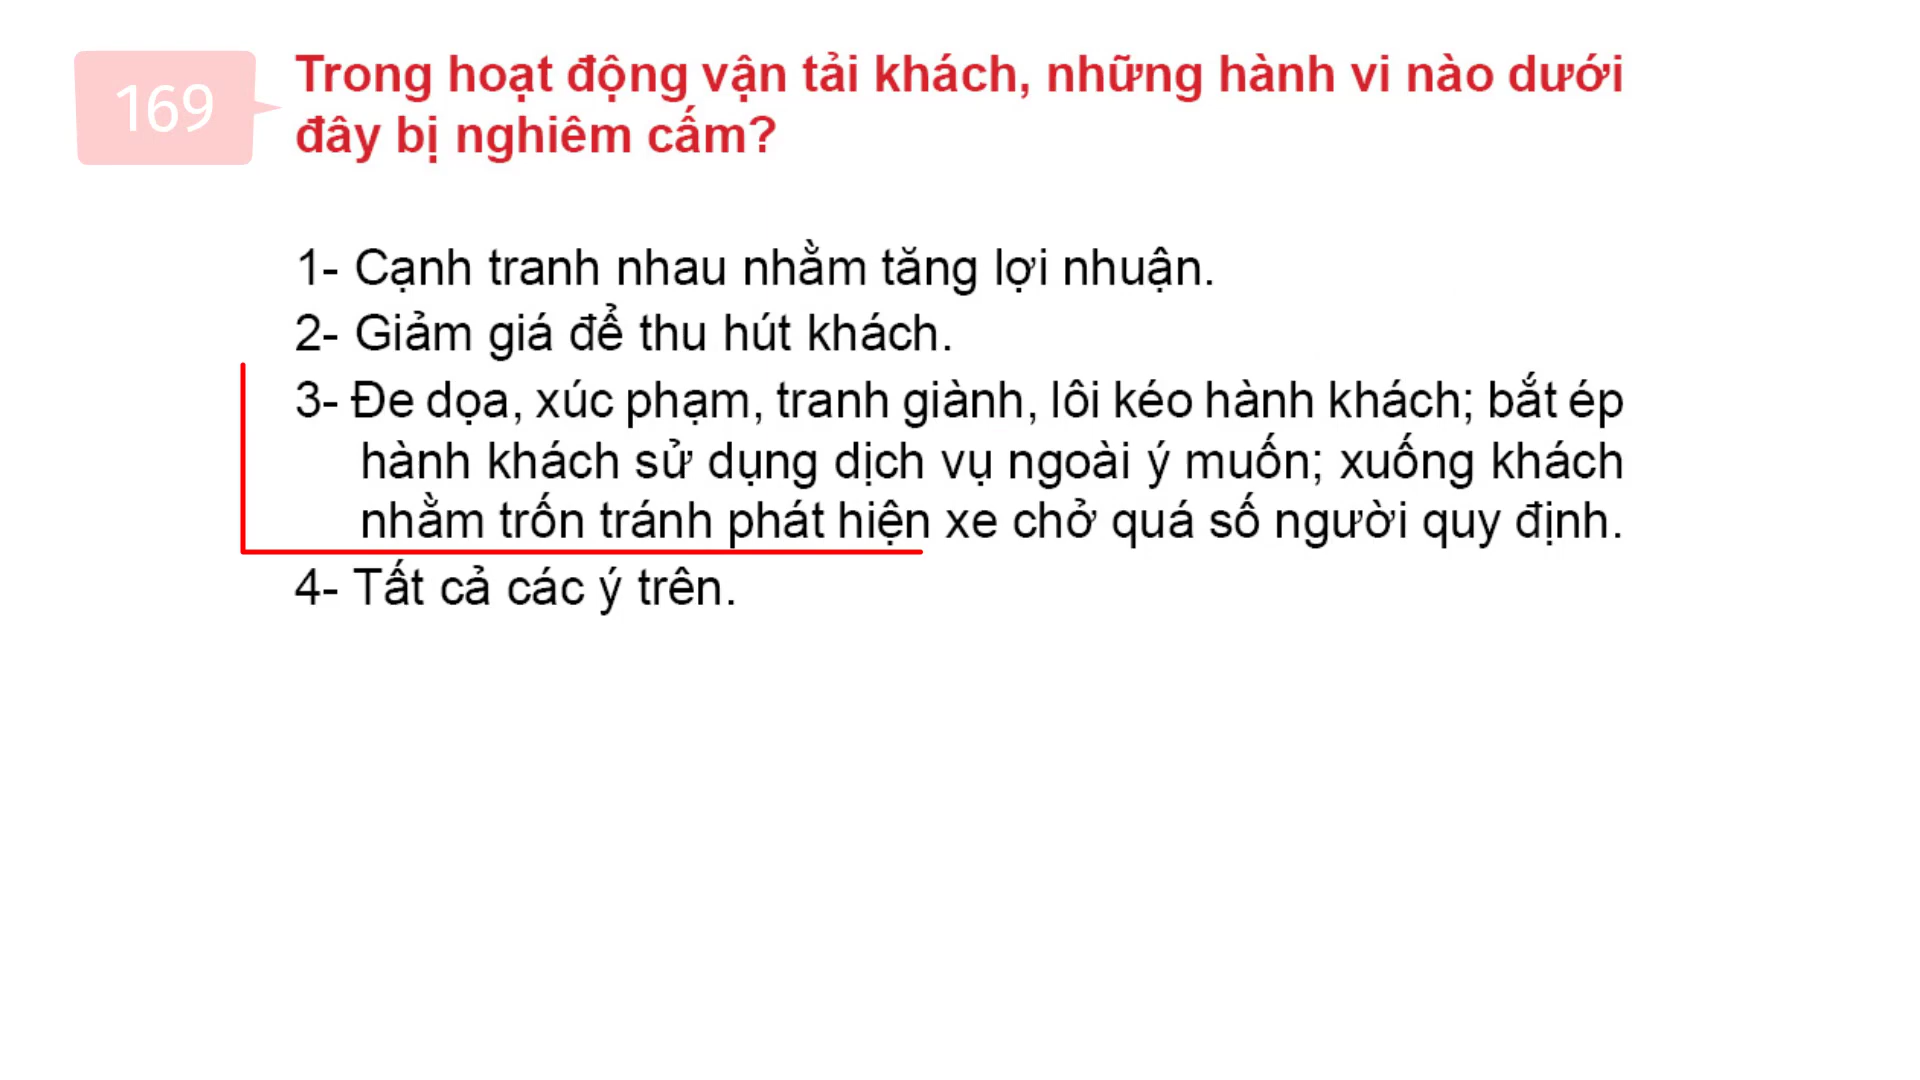 169
Trong hoạt động vận tải khách, những hành vi nào dưới
đây bị nghiêm cấm?
1- Cạnh tranh nhau nhằm tăng lợi nhuận.
2- Giảm giá để thu hút khách.
3- Đe dọa, xúc phạm, tranh giành, lôi kéo hành khách; bắt ép
hành khách sử dụng dịch vụ ngoài ý muốn; xuống khách
nhằm trốn tránh phát hiện xe chở quá số người quy định.
4- Tất cả các ý trên.